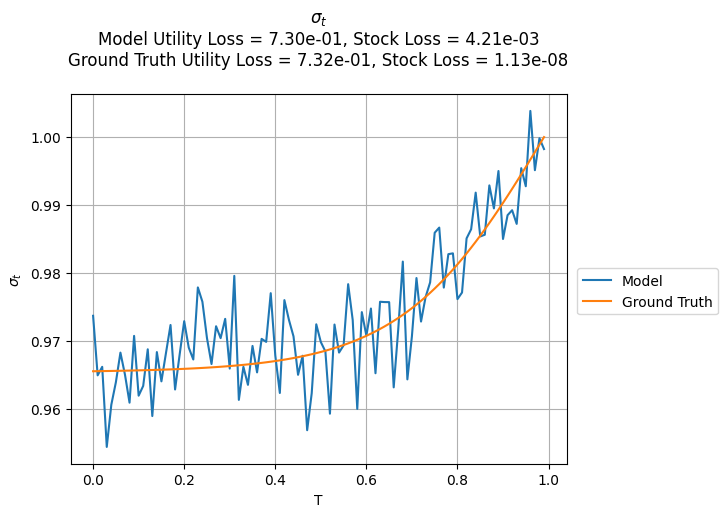 σt
Model Utility Loss = 7.30e-01, Stock Loss = 4.21e-03
Ground Truth Utility Loss = 7.32e-01, Stock Loss = 1.13e-08
1.00
0.99
0.98
0.97
0.96
σt
0.0 0.2 0.4 0.6 0.8 1.0
T
Model
Ground Truth